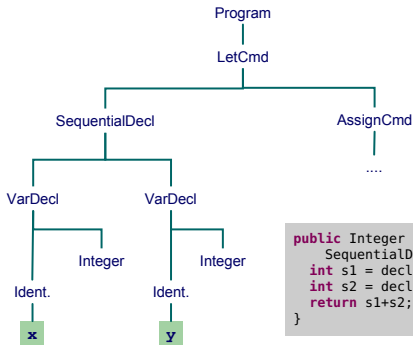 Program
LetCmd
SequentialDecl AssignCmd
....
VarDecl VarDecl
Integer Integer
Ident. Ident.
x y
public Integer
SequentialD
int s1 = decl
int s2 = decl
return s1+s2;
}